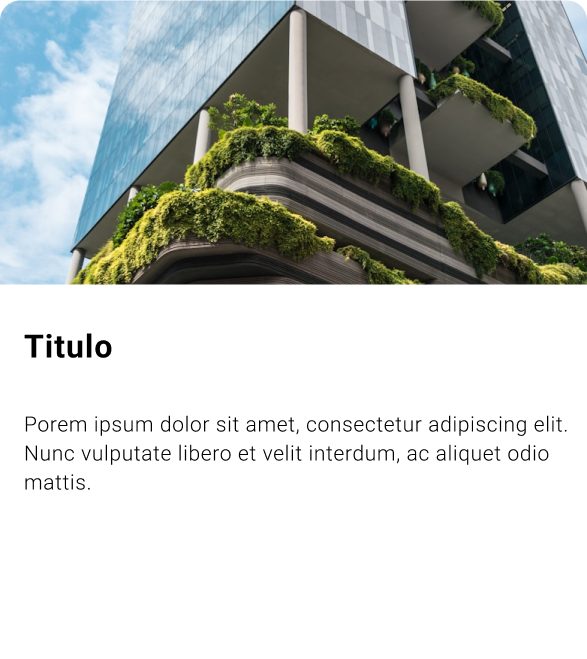 Titulo
Porem ipsum dolor sit amet, consectetur adipiscing elit.
Nunc vulputate libero et velit interdum, ac aliquet odio
mattis.